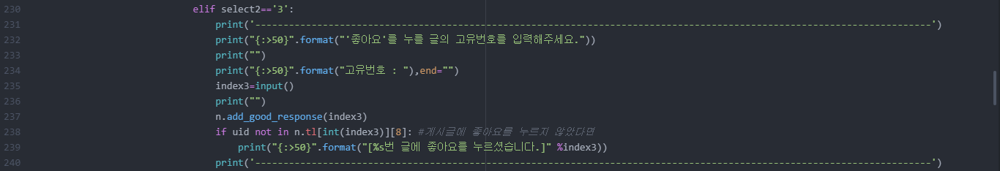 230 elif select2=='3':
231 print('------------------------------------------------------------------------------------------------------------------------')
232 print("{:>50}".format("'좋아요'를 누를 글의 고유번호를 입력해주세요."))
233 print("")
234 print("{:>50}".format("고유번호 : "),end="")
235 index3=input()
236 print("")
237 n.add_good_response(index3)
238 if uid not in n.tl[int(index3)][8]: #게시글에 좋아요를 누르지 않았다면
239 print("{:>50}".format("[%s번 글에 좋아요를 누르셨습니다.]" %index3))
240 print('------------------------------------------------------------------------------------------------------------------------')